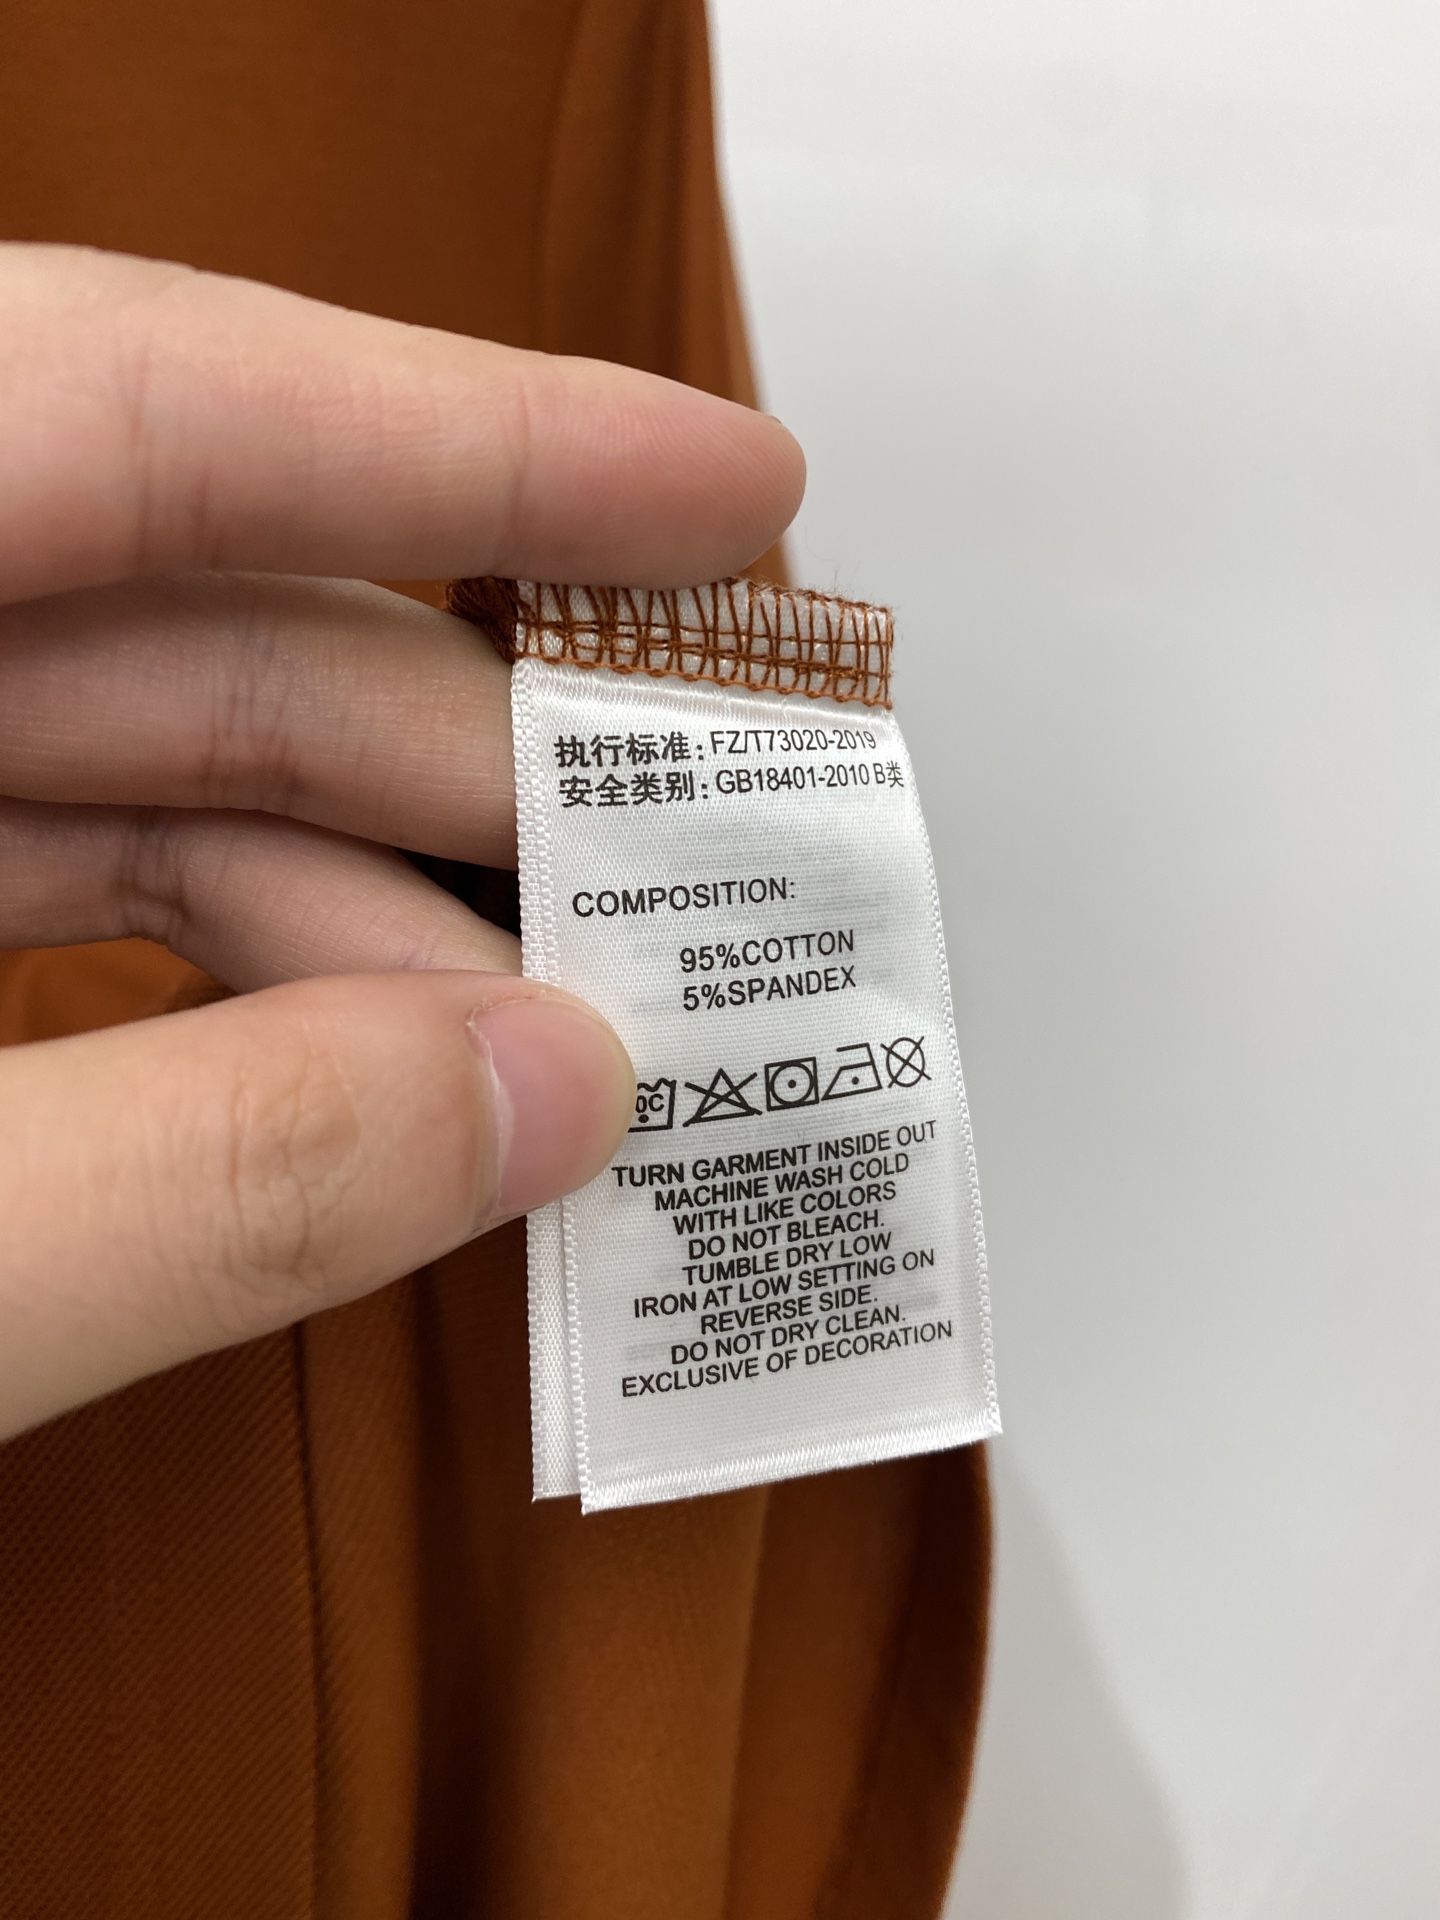 执行标准: FZ/T73020-2019
安全类别: GB18401-2010 B类
COMPOSITION:
95%COTTON
5%SPANDEX
TURN GARMENT INSIDE OUT
MACHINE WASH COLD
WITH LIKE COLORS
DO NOT BLEACH.
TUMBLE DRY LOW
IRON AT LOW SETTING ON
REVERSE SIDE.
DO NOT DRY CLEAN.
EXCLUSIVE OF DECORATION